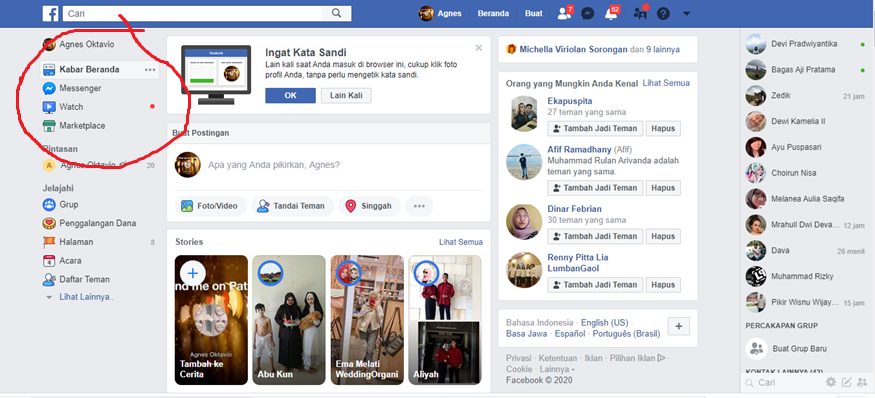 Cari
Agnes
Beranda
Buat
7
52
Agnes Oktavio
Kabar Beranda
Messenger
Watch
Marketplace
Pintasan
Agnes Oktavio
20
Jelajahi
Grup
Penggalangan Dana
Halaman
8
Acara
Daftar Teman
Lihat Lainnya..
Ingat Kata Sandi
Lain kali saat Anda masuk di browser ini, cukup klik foto
profil Anda, tanpa perlu mengetik kata sandi.
OK
Lain Kali
Buat Postingan
Apa yang Anda pikirkan, Agnes?
Foto/Video
Tandai Teman
Singgah
Stories
Lihat Semua
nd me on Pat
Agnes Oktavio
Tambah ke
Cerita
Abu Kun
Ema Melati
WeddingOrgani
Aliyah
Michella Viriolan Sorongan dan 9 lainnya
Orang yang Mungkin Anda Kenal
Lihat Semua
Ekapuspita
27 teman yang sama
Tambah Jadi Teman
Hapus
Afif Ramadhany (Afif)
Muhammad Rulan Arivanda adalah
teman yang sama.
Tambah Jadi Teman
Hapus
Dinar Febrian
30 teman yang sama
Tambah Jadi Teman
Hapus
Renny Pitta Lia
LumbanGaol
Tambah Jadi Teman
Hapus
Bahasa Indonesia · English (US) ·
Basa Jawa · Español · Português (Brasil)
Privasi · Ketentuan · Iklan · Pilihan Iklan
Cookie · Lainnya
Facebook © 2020
Devi Pradwiyantika
Bagas Aji Pratama
Zedik
21 jam
Dewi Kamelia II
Ayu Puspasari
Choirun Nisa
Melanea Aulia Saqifa
Mrahuli Dwi Deva...
12 jam
Dava
26 menit
Muhammad Rizky
Pikir Wisnu Wijay...
15 jam
PERCAKAPAN GRUP
Buat Grup Baru
KONTAK LAINNYA (43)
Cari